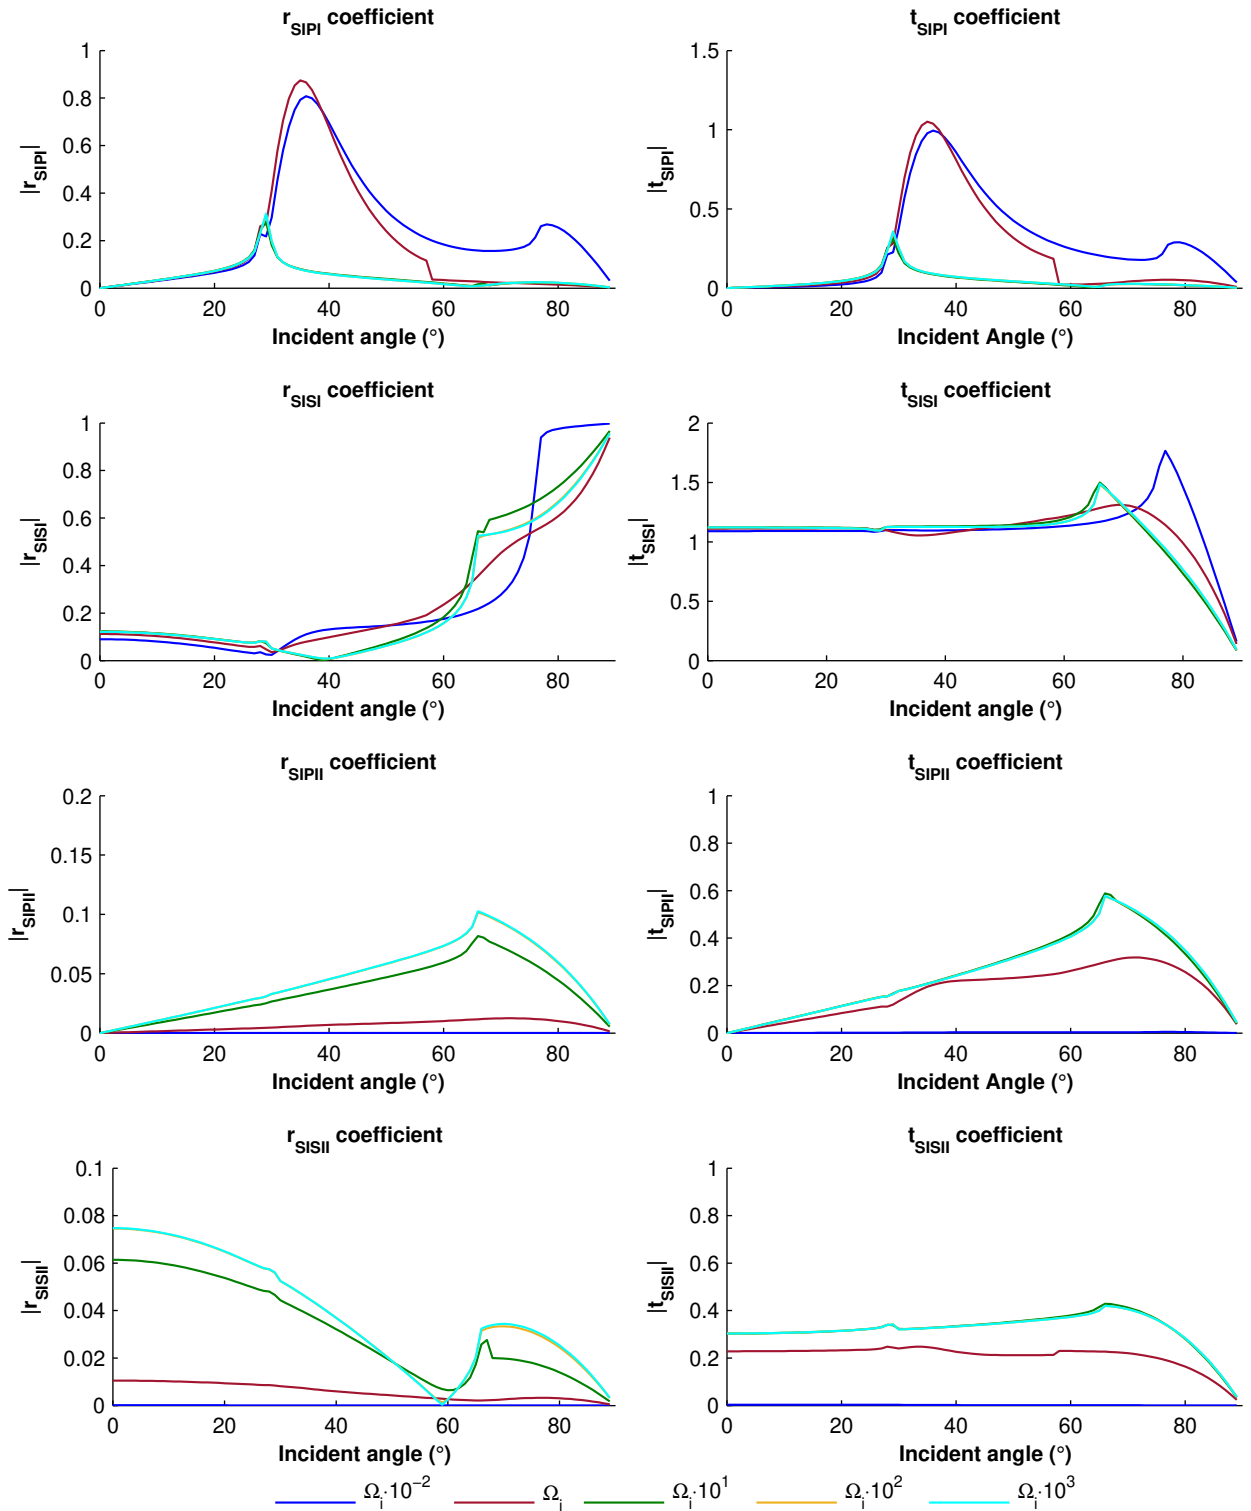 r_SIPI coefficient
t_SIPI coefficient
|r_SIPI|
1
0.8
0.6
0.4
0.2
0
0 20 40 60 80
Incident angle (°)
|t_SIPI|
1.5
1
0.5
0
0 20 40 60 80
Incident Angle (°)
r_SISI coefficient
t_SISI coefficient
|r_SISI|
1
0.8
0.6
0.4
0.2
0
0 20 40 60 80
Incident angle (°)
|t_SISI|
2
1.5
1
0.5
0
0 20 40 60 80
Incident angle (°)
r_SIPII coefficient
t_SIPII coefficient
|r_SIPII|
0.2
0.15
0.1
0.05
0
0 20 40 60 80
Incident angle (°)
|t_SIPII|
1
0.8
0.6
0.4
0.2
0
0 20 40 60 80
Incident Angle (°)
r_SISII coefficient
t_SISII coefficient
|r_SISII|
0.1
0.08
0.06
0.04
0.02
0
0 20 40 60 80
Incident angle (°)
|t_SISII|
1
0.8
0.6
0.4
0.2
0
0 20 40 60 80
Incident angle (°)
Ω_i·10⁻² Ω_i Ω_i·10¹ Ω_i·10² Ω_i·10³